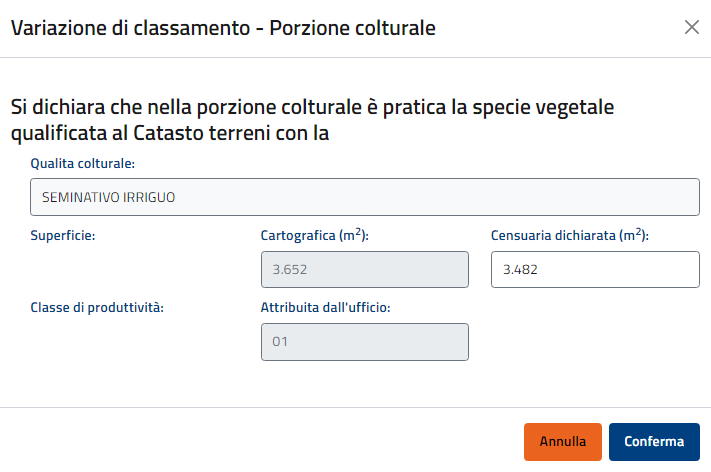 Variazione di classamento - Porzione colturale
Si dichiara che nella porzione colturale è pratica la specie vegetale
qualificata al Catasto terreni con la
Qualita colturale:
SEMINATIVO IRRIGUO
Superficie:
Cartografica (m²):
Censuaria dichiarata (m²):
3.652
3.482
Classe di produttività:
Attribuita dall'ufficio:
01
Annulla
Conferma